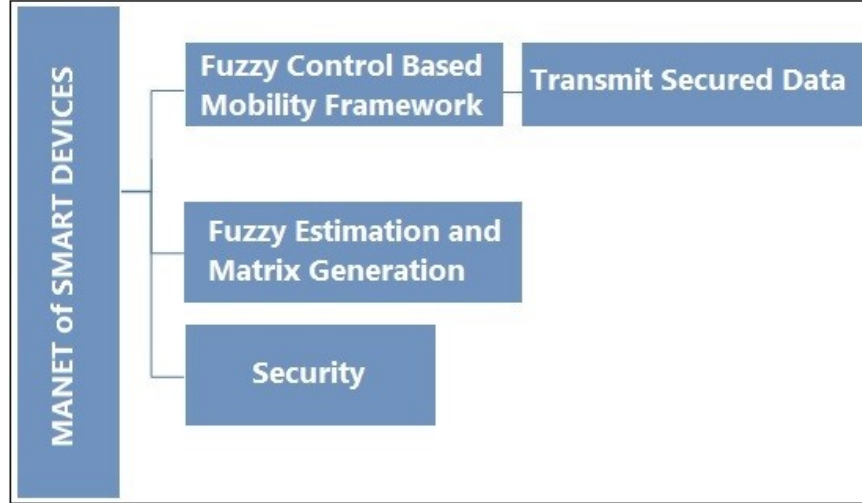 MANET of SMART DEVICES
Fuzzy Control Based
Mobility Framework
Transmit Secured Data
Fuzzy Estimation and
Matrix Generation
Security